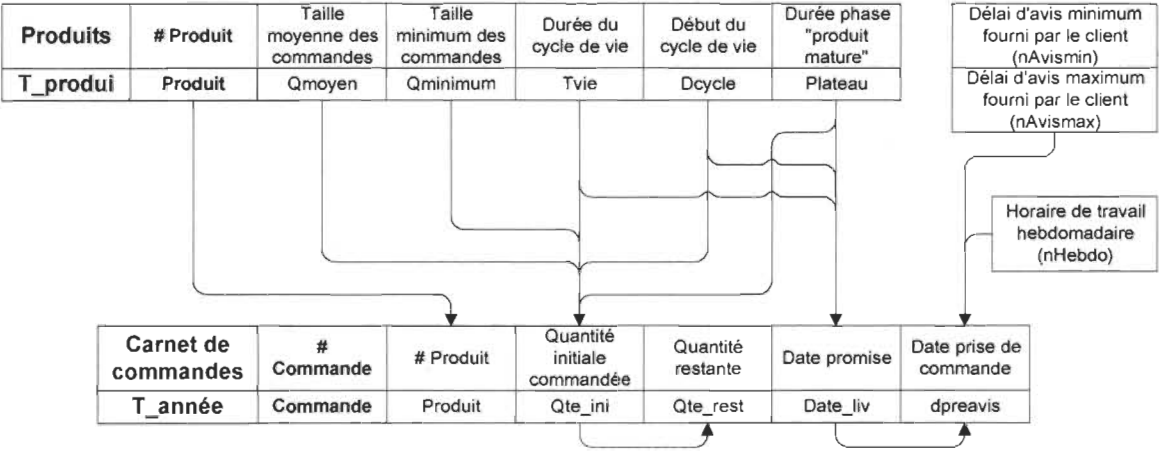 Produits
# Produit
Taille
moyenne des
commandes
Taille
minimum des
commandes
Durée du
cycle de vie
Début du
cycle de vie
Durée phase
"produit
mature"
T_produi
Produit
Qmoyen
Qminimum
Tvie
Dcycle
Plateau
Délai d'avis minimum
fourni par le client
(nAvismin)
Délai d'avis maximum
fourni par le client
(nAvismax)
Horaire de travail
hebdomadaire
(nHebdo)
Carnet de
commandes
#
Commande
# Produit
Quantité
initiale
commandée
Quantité
restante
Date promise
Date prise de
commande
T_année
Commande
Produit
Qte_ini
Qte_rest
Date_liv
dpreavis